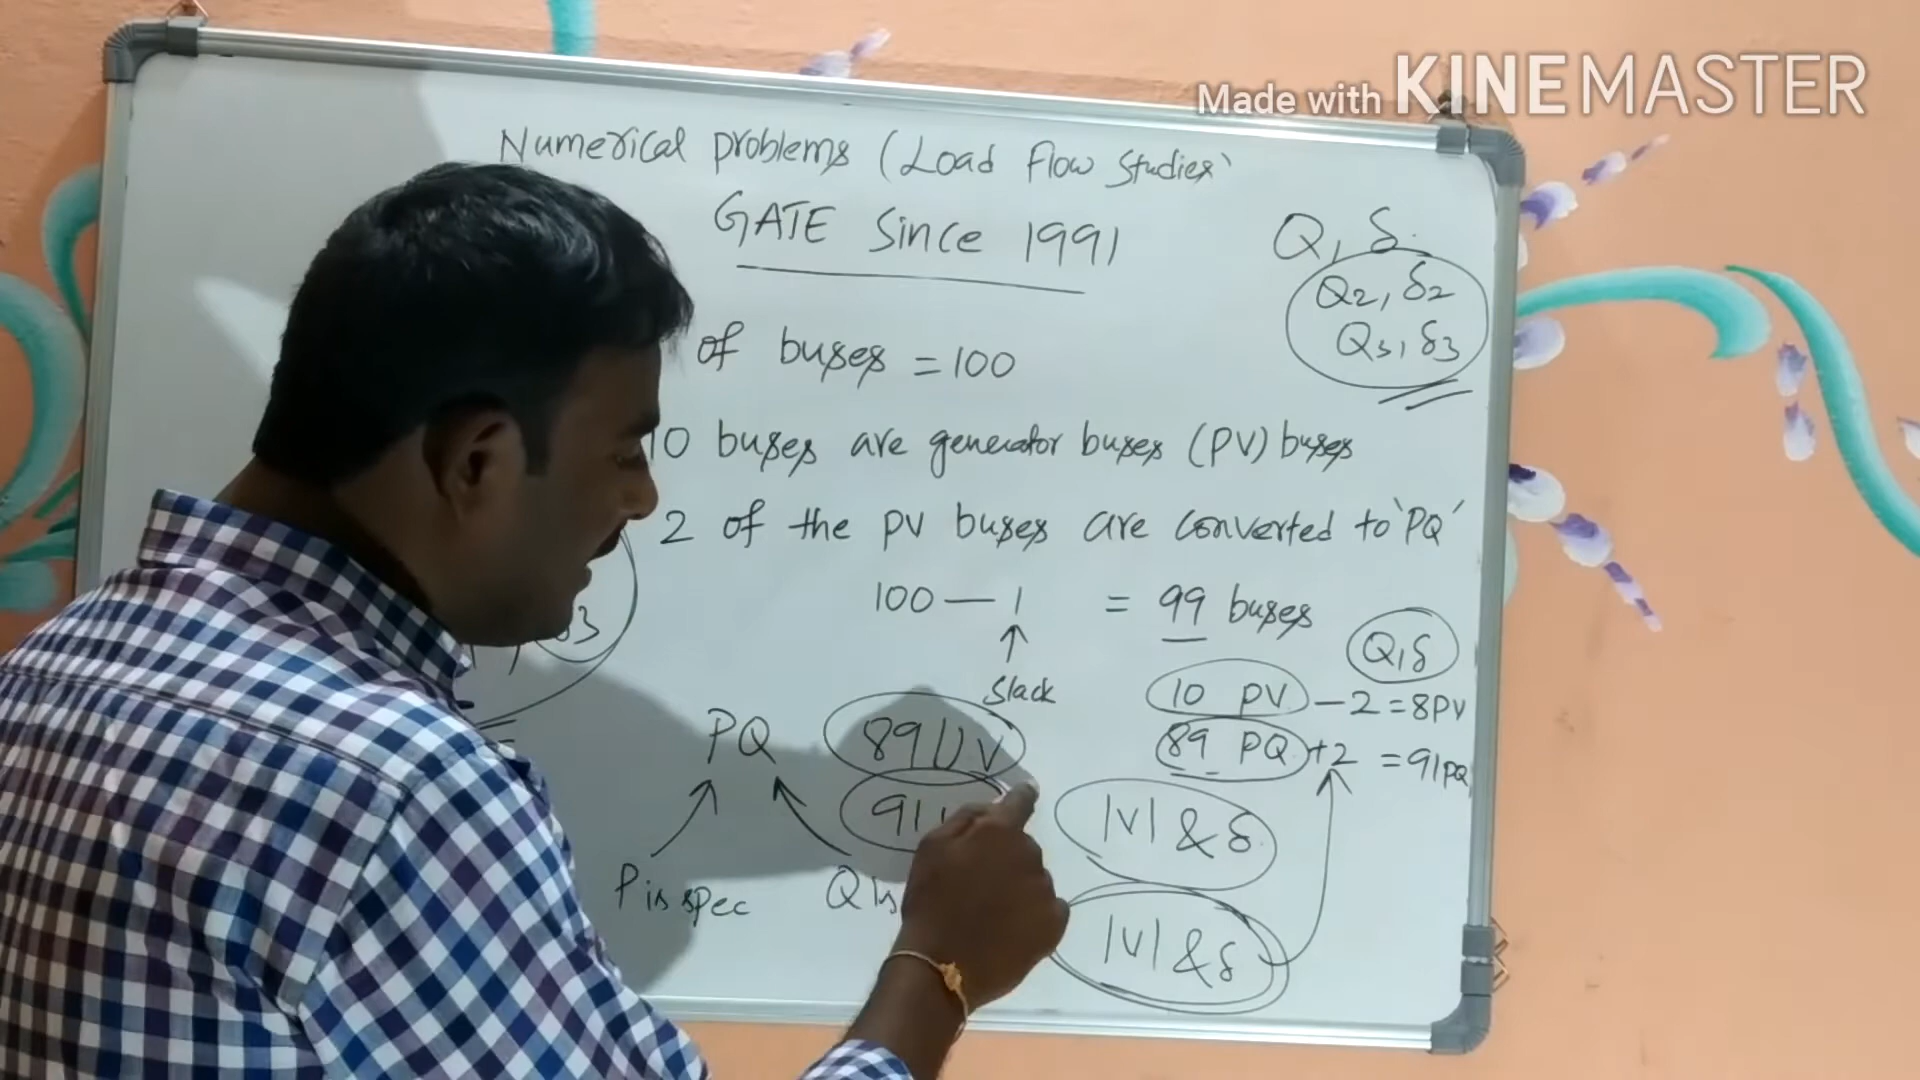 Made with KINEMASTER
Numerical problems (Load flow studies
GATE Since 1991
Q, δ
Q2, δ2
Q3, δ3
of buses = 100
10 buses are generator buses (PV) buses
2 of the PV buses are converted to 'PQ'
100 — 1 = 99 buses
Slack
Q, δ
10 PV — 2 = 8PV
89 PQ + 2 = 91PQ
PQ
89
91
|V| & δ
P is spec
Q is
|V| & δ